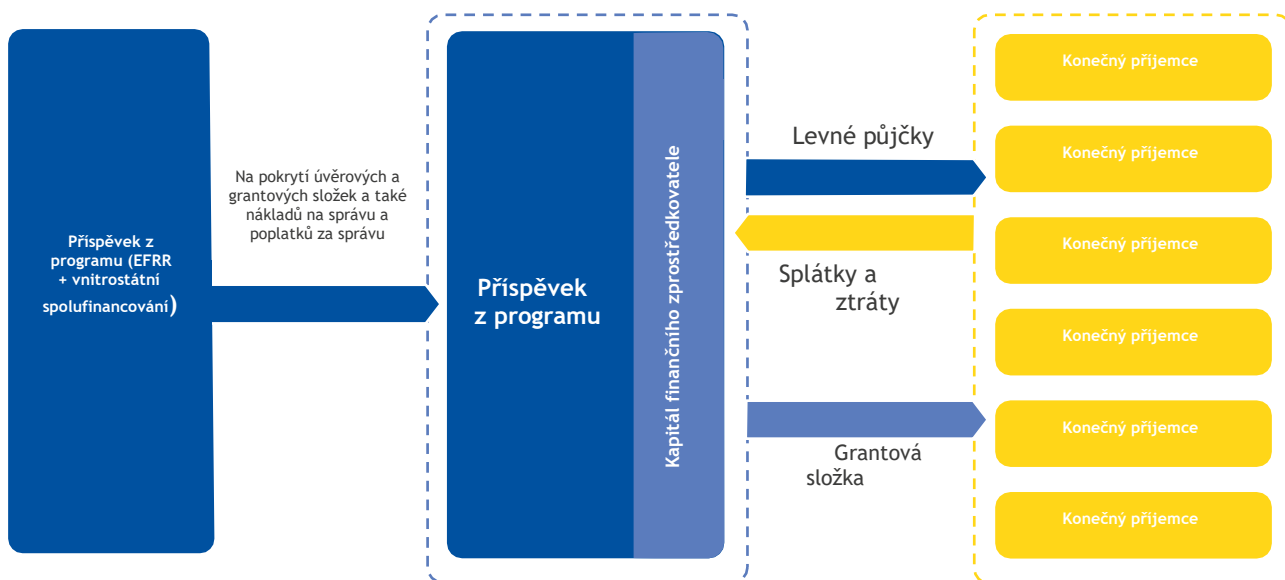 Příspěvek z
programu (EFRR
+ vnitrostátní
spolufinancování)
Na pokrytí úvěrových a
grantových složek a také
nákladů na správu a
poplatků za správu
Příspěvek
z programu
Kapitál finančního zprostředkovatele
Levné půjčky
Splátky a
ztráty
Grantová
složka
Konečný příjemce
Konečný příjemce
Konečný příjemce
Konečný příjemce
Konečný příjemce
Konečný příjemce